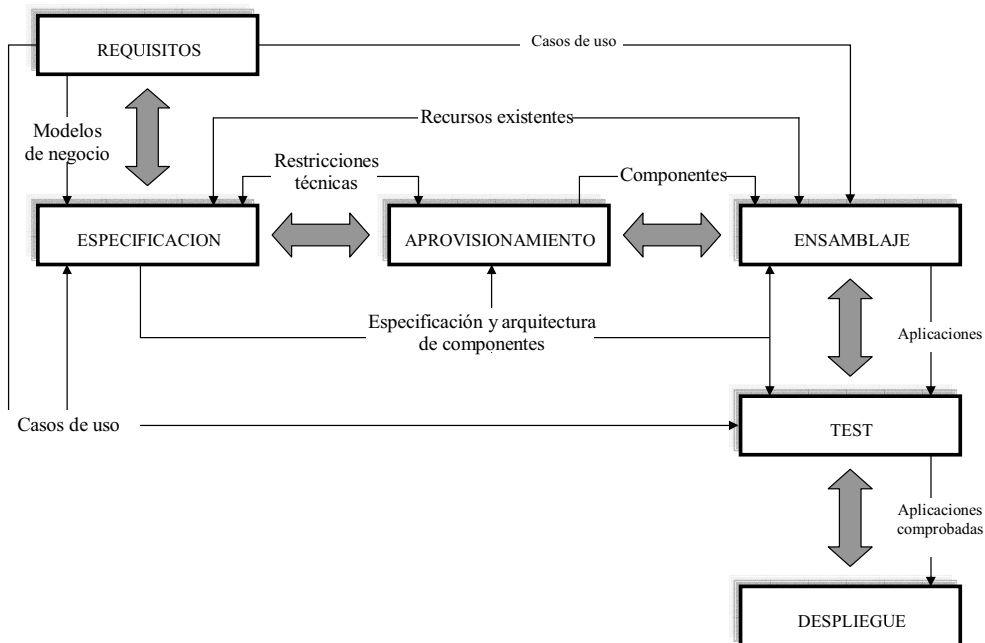 REQUISITOS
Casos de uso
Modelos
de negocio
Recursos existentes
Restricciones
técnicas
Componentes
ESPECIFICACION
APROVISIONAMIENTO
ENSAMBLAJE
Especificación y arquitectura
de componentes
Aplicaciones
Casos de uso
TEST
Aplicaciones
comprobadas
DESPLIEGUE